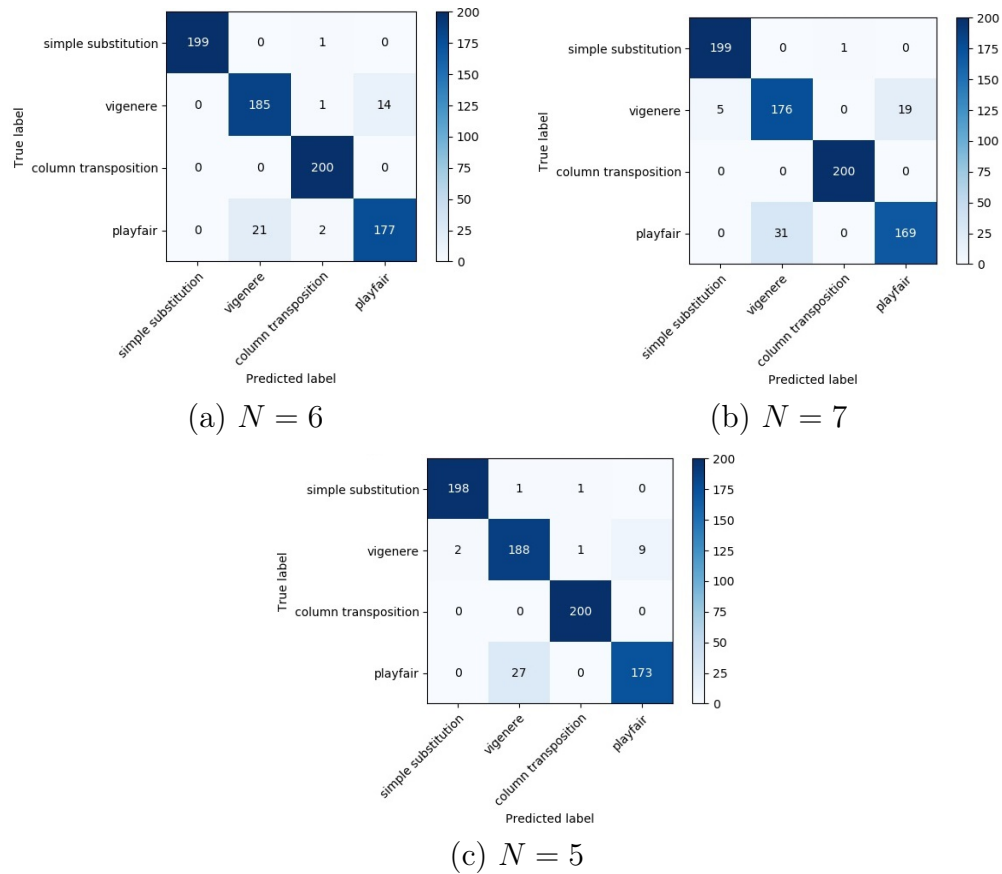 simple substitution 199 0 1 0
vigenere 0 185 1 14
column transposition 0 0 200 0
playfair 0 21 2 177
True label
simple substitution vigenere column transposition playfair
Predicted label
200
175
150
125
100
75
50
25
0
(a) N = 6
simple substitution 199 0 1 0
vigenere 5 176 0 19
column transposition 0 0 200 0
playfair 0 31 0 169
True label
simple substitution vigenere column transposition playfair
Predicted label
200
175
150
125
100
75
50
25
0
(b) N = 7
simple substitution 198 1 1 0
vigenere 2 188 1 9
column transposition 0 0 200 0
playfair 0 27 0 173
True label
simple substitution vigenere column transposition playfair
Predicted label
200
175
150
125
100
75
50
25
0
(c) N = 5